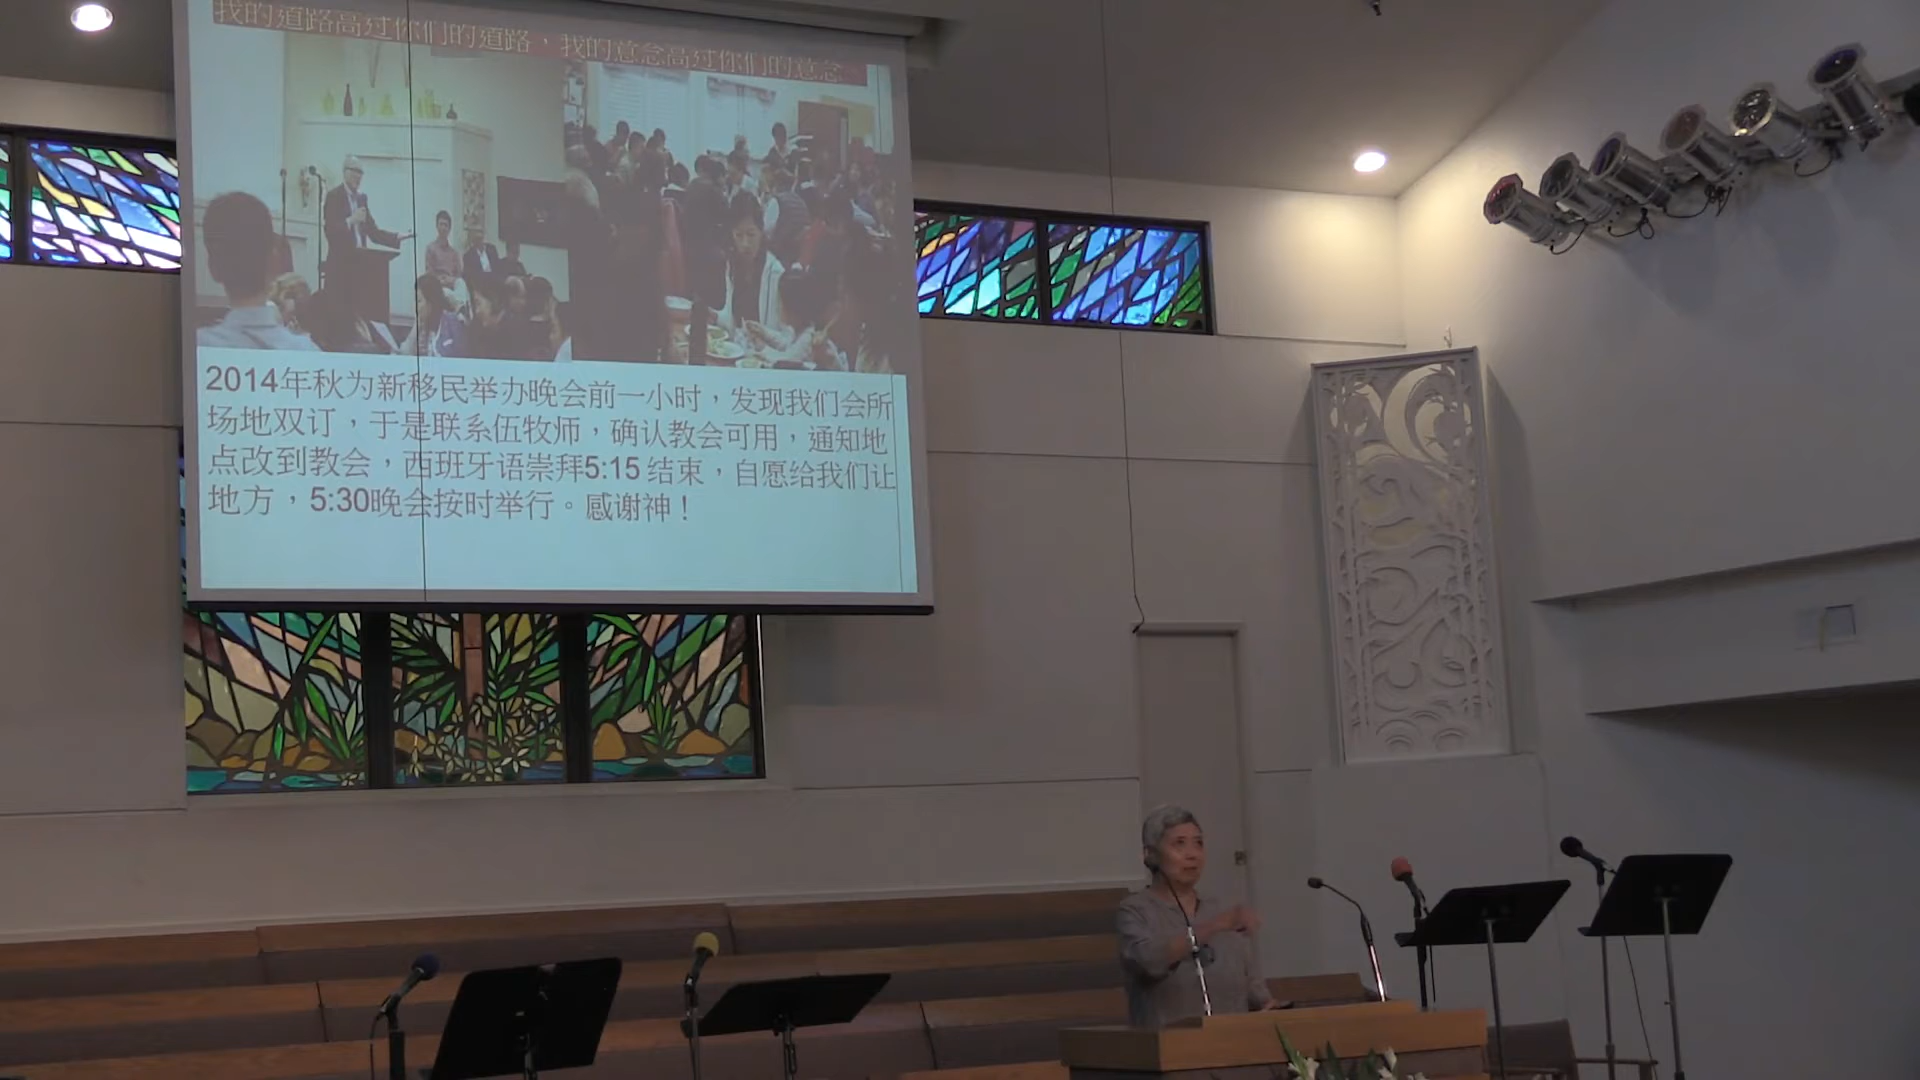 我的道路高过你们的道路，我的意念高过你们的意念
2014年秋为新移民举办晚会前一小时，发现我们会所
场地双订，于是联系伍牧师，确认教会可用，通知地
点改到教会，西班牙语崇拜5:15结束，自愿给我们让
地方，5:30晚会按时举行。感谢神！